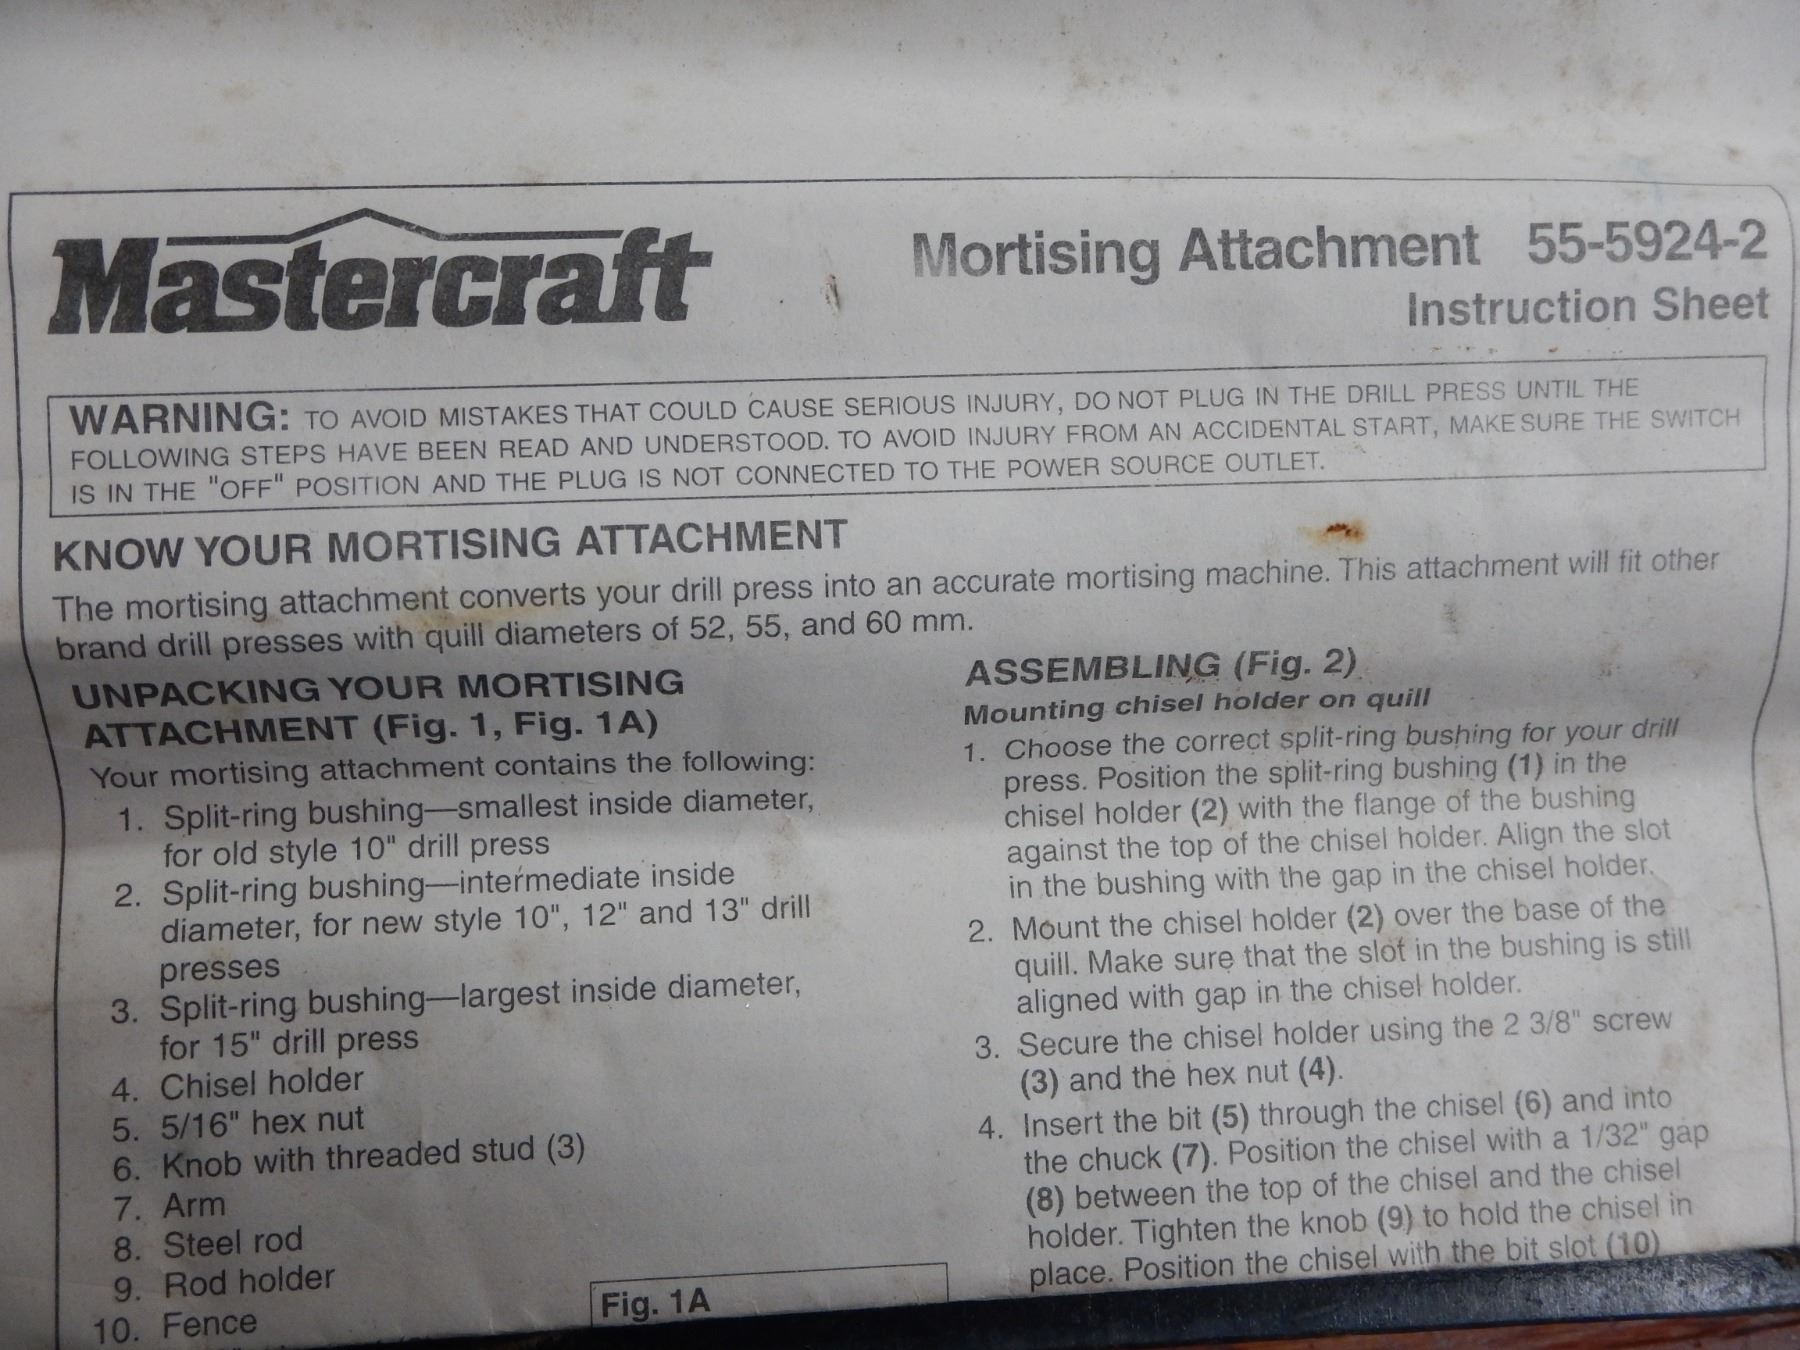 Mastercraft
Mortising Attachment 55-5924-2
Instruction Sheet
WARNING: TO AVOID MISTAKES THAT COULD CAUSE SERIOUS INJURY, DO NOT PLUG IN THE DRILL PRESS UNTIL THE
FOLLOWING STEPS HAVE BEEN READ AND UNDERSTOOD. TO AVOID INJURY FROM AN ACCIDENTAL START, MAKE SURE THE SWITCH
IS IN THE "OFF" POSITION AND THE PLUG IS NOT CONNECTED TO THE POWER SOURCE OUTLET.
KNOW YOUR MORTISING ATTACHMENT
The mortising attachment converts your drill press into an accurate mortising machine. This attachment will fit other
brand drill presses with quill diameters of 52, 55, and 60 mm.
UNPACKING YOUR MORTISING
ATTACHMENT (Fig. 1, Fig. 1A)
Your mortising attachment contains the following:
1. Split-ring bushing—smallest inside diameter,
for old style 10" drill press
2. Split-ring bushing—intermediate inside
diameter, for new style 10", 12" and 13" drill
presses
3. Split-ring bushing—largest inside diameter,
for 15" drill press
4. Chisel holder
5. 5/16" hex nut
6. Knob with threaded stud (3)
7. Arm
8. Steel rod
9. Rod holder
10. Fence
Fig. 1A
ASSEMBLING (Fig. 2)
Mounting chisel holder on quill
1. Choose the correct split-ring bushing for your drill
press. Position the split-ring bushing (1) in the
chisel holder (2) with the flange of the bushing
against the top of the chisel holder. Align the slot
in the bushing with the gap in the chisel holder.
2. Mount the chisel holder (2) over the base of the
quill. Make sure that the slot in the bushing is still
aligned with gap in the chisel holder.
3. Secure the chisel holder using the 2 3/8" screw
(3) and the hex nut (4).
4. Insert the bit (5) through the chisel (6) and into
the chuck (7). Position the chisel with a 1/32" gap
(8) between the top of the chisel and the chisel
holder. Tighten the knob (9) to hold the chisel in
place. Position the chisel with the bit slot (10)